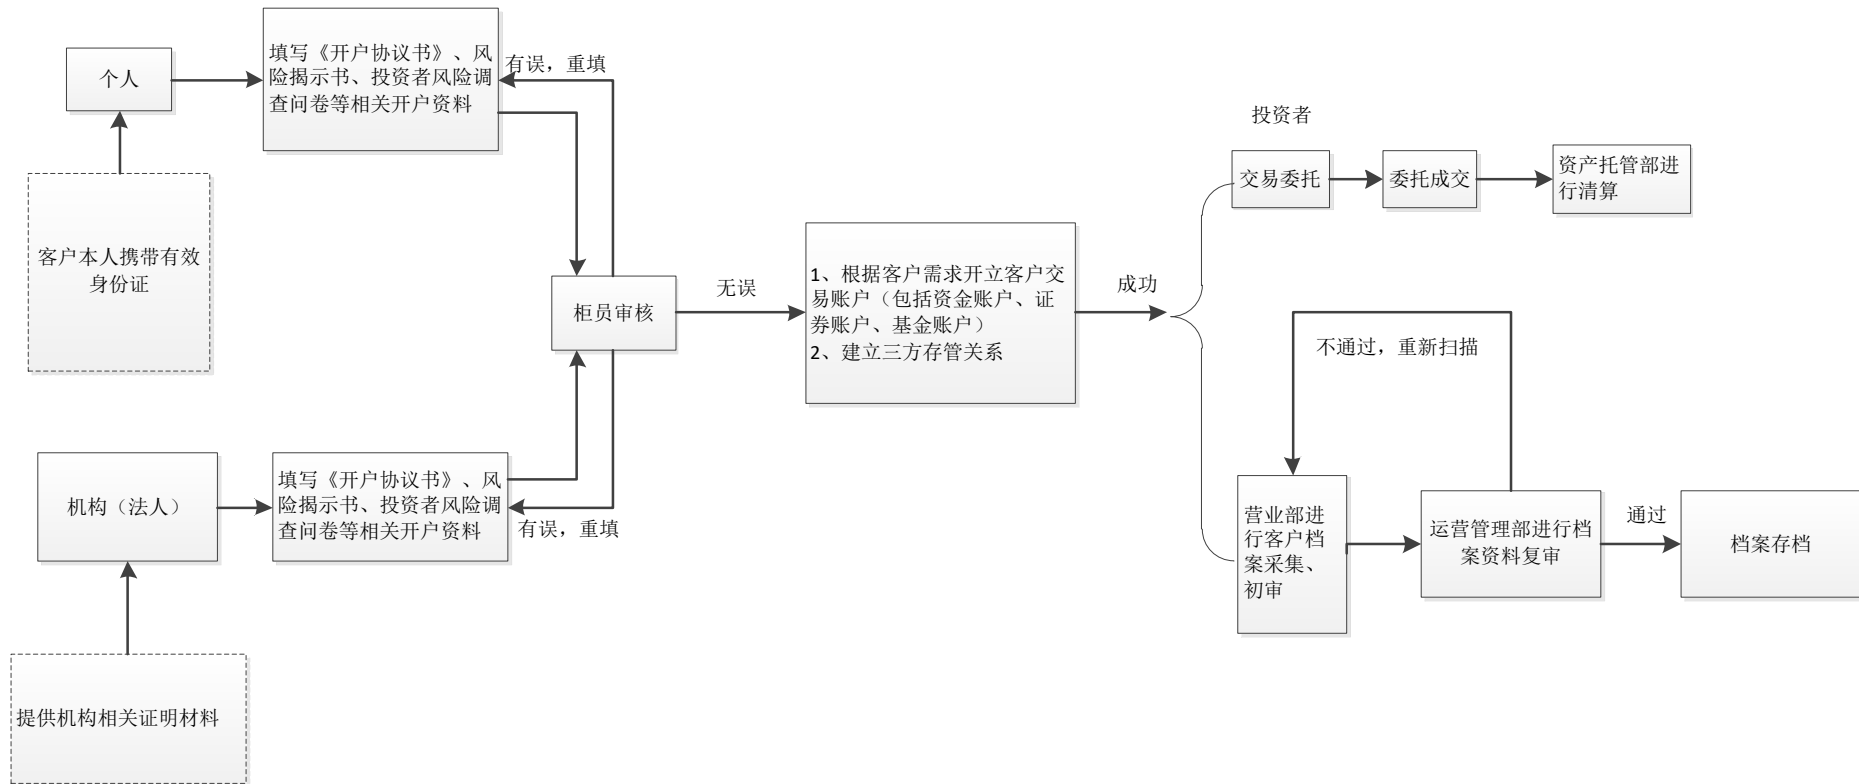 个人
填写《开户协议书》、风
险揭示书、投资者风险调
查问卷等相关开户资料
有误，重填
客户本人携带有效
身份证
柜员审核
机构（法人）
填写《开户协议书》、风
险揭示书、投资者风险调
查问卷等相关开户资料
有误，重填
提供机构相关证明材料
无误
1、根据客户需求开立客户交
易账户（包括资金账户、证
券账户、基金账户）
2、建立三方存管关系
成功
投资者
交易委托
委托成交
资产托管部进
行清算
不通过，重新扫描
营业部进
行客户档
案采集、
初审
运营管理部进行档
案资料复审
通过
档案存档